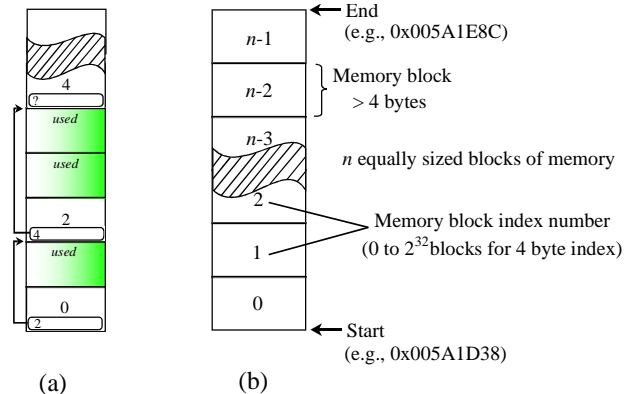 4
?
used
used
2
4
used
0
2
(a)
n-1
n-2
n-3
2
1
0
(b)
End
(e.g., 0x005A1E8C)
Memory block
> 4 bytes
n equally sized blocks of memory
Memory block index number
(0 to 2³² blocks for 4 byte index)
Start
(e.g., 0x005A1D38)